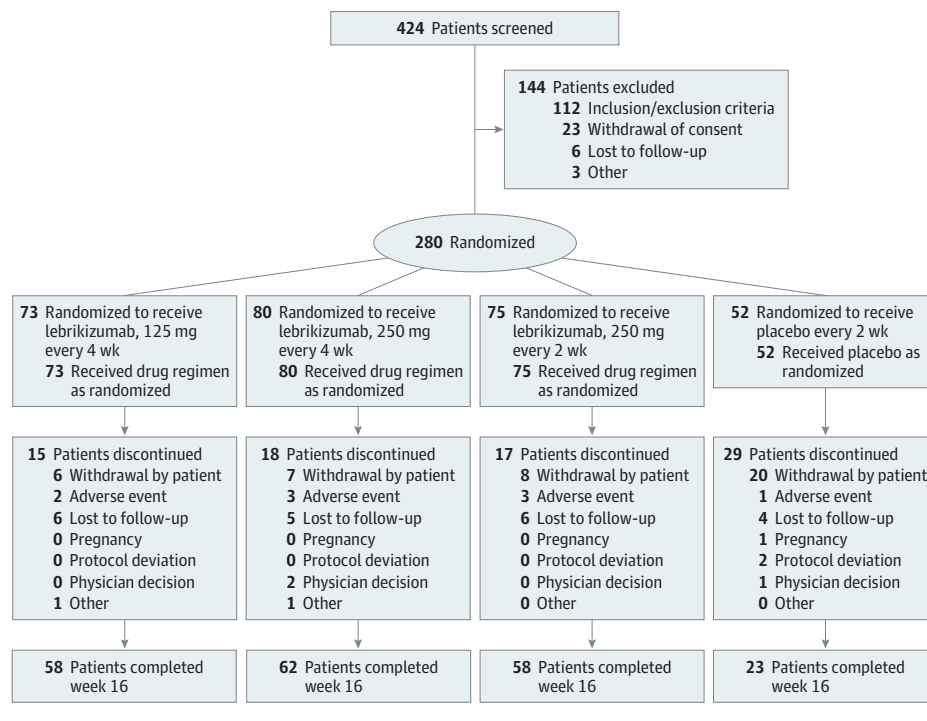 424 Patients screened
144 Patients excluded
112 Inclusion/exclusion criteria
23 Withdrawal of consent
6 Lost to follow-up
3 Other
280 Randomized
73 Randomized to receive
lebrikizumab, 125 mg
every 4 wk
73 Received drug regimen
as randomized
80 Randomized to receive
lebrikizumab, 250 mg
every 4 wk
80 Received drug regimen
as randomized
75 Randomized to receive
lebrikizumab, 250 mg
every 2 wk
75 Received drug regimen
as randomized
52 Randomized to receive
placebo every 2 wk
52 Received placebo as
randomized
15 Patients discontinued
6 Withdrawal by patient
2 Adverse event
6 Lost to follow-up
0 Pregnancy
0 Protocol deviation
0 Physician decision
1 Other
18 Patients discontinued
7 Withdrawal by patient
3 Adverse event
5 Lost to follow-up
0 Pregnancy
0 Protocol deviation
2 Physician decision
1 Other
17 Patients discontinued
8 Withdrawal by patient
3 Adverse event
6 Lost to follow-up
0 Pregnancy
0 Protocol deviation
0 Physician decision
0 Other
29 Patients discontinued
20 Withdrawal by patient
1 Adverse event
4 Lost to follow-up
1 Pregnancy
2 Protocol deviation
1 Physician decision
0 Other
58 Patients completed
week 16
62 Patients completed
week 16
58 Patients completed
week 16
23 Patients completed
week 16